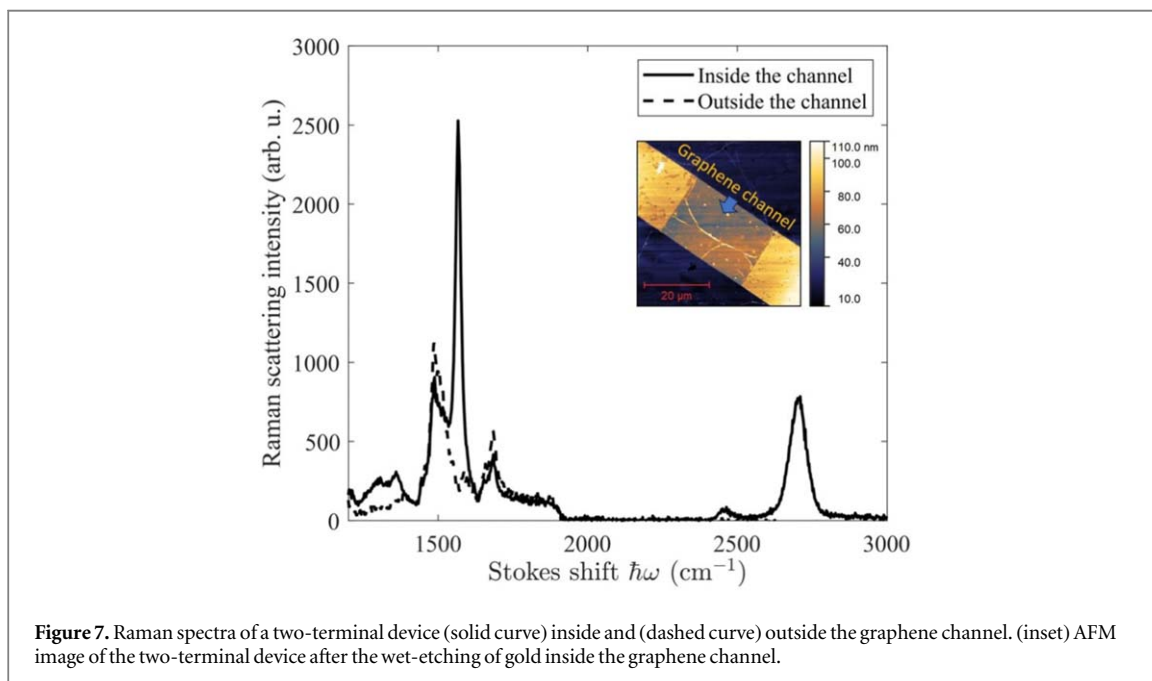 3000
2500
2000
1500
1000
500
0
Raman scattering intensity (arb. u.)
Inside the channel
Outside the channel
Graphene channel
20 µm
110.0 nm
100.0
80.0
60.0
40.0
10.0
1500
2000
2500
3000
Stokes shift ℏω (cm⁻¹)
Figure 7. Raman spectra of a two-terminal device (solid curve) inside and (dashed curve) outside the graphene channel. (inset) AFM
image of the two-terminal device after the wet-etching of gold inside the graphene channel.